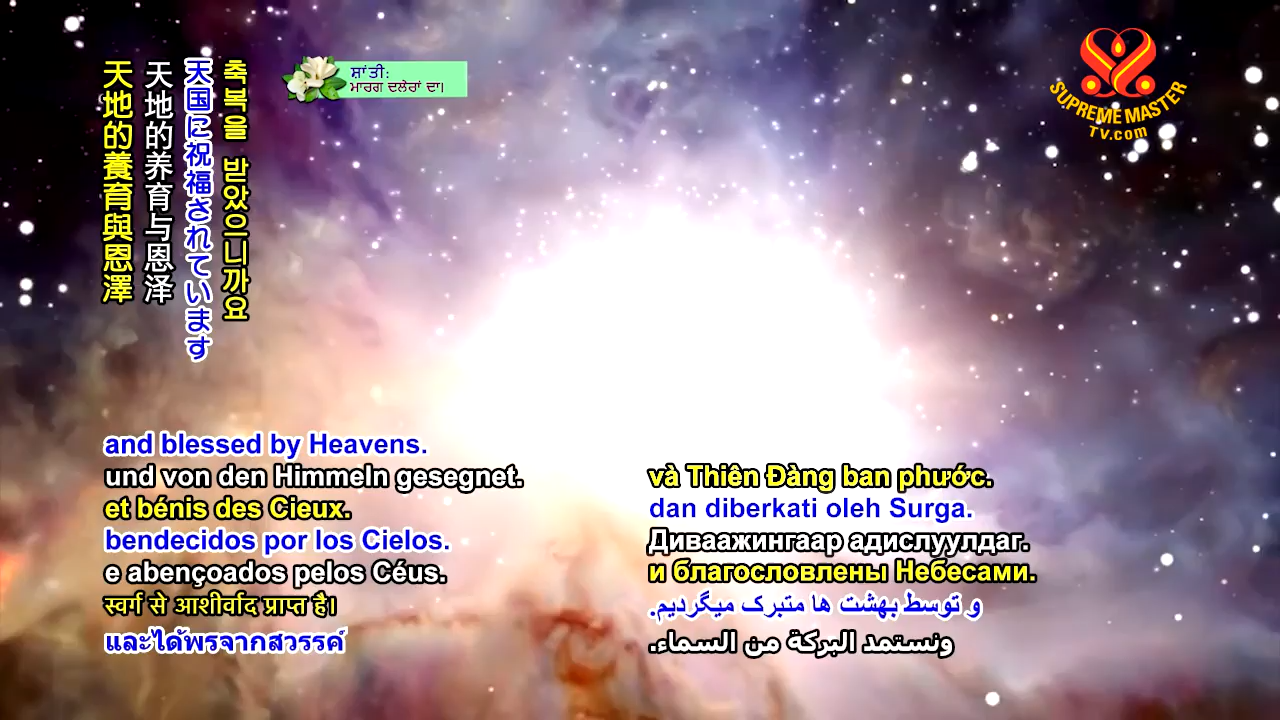 축복을 받았으니까요
天国に祝福されています
天地的养育与恩泽
天地的養育與恩澤
ਸ਼ਾਂਤੀ:
ਮਾਰਗ ਦਲੇਰਾਂ ਦਾ।
SUPREME MASTER
TV.com
and blessed by Heavens.
und von den Himmeln gesegnet.
et bénis des Cieux.
bendecidos por los Cielos.
e abençoados pelos Céus.
स्वर्ग से आशीर्वाद प्राप्त है।
และได้พรจากสวรรค์
và Thiên Đàng ban phước.
dan diberkati oleh Surga.
Диваажингаар адислуулдаг.
и благословлены Небесами.
و توسط بهشت ها متبرک میگردیم.
ونستمد البركة من السماء.